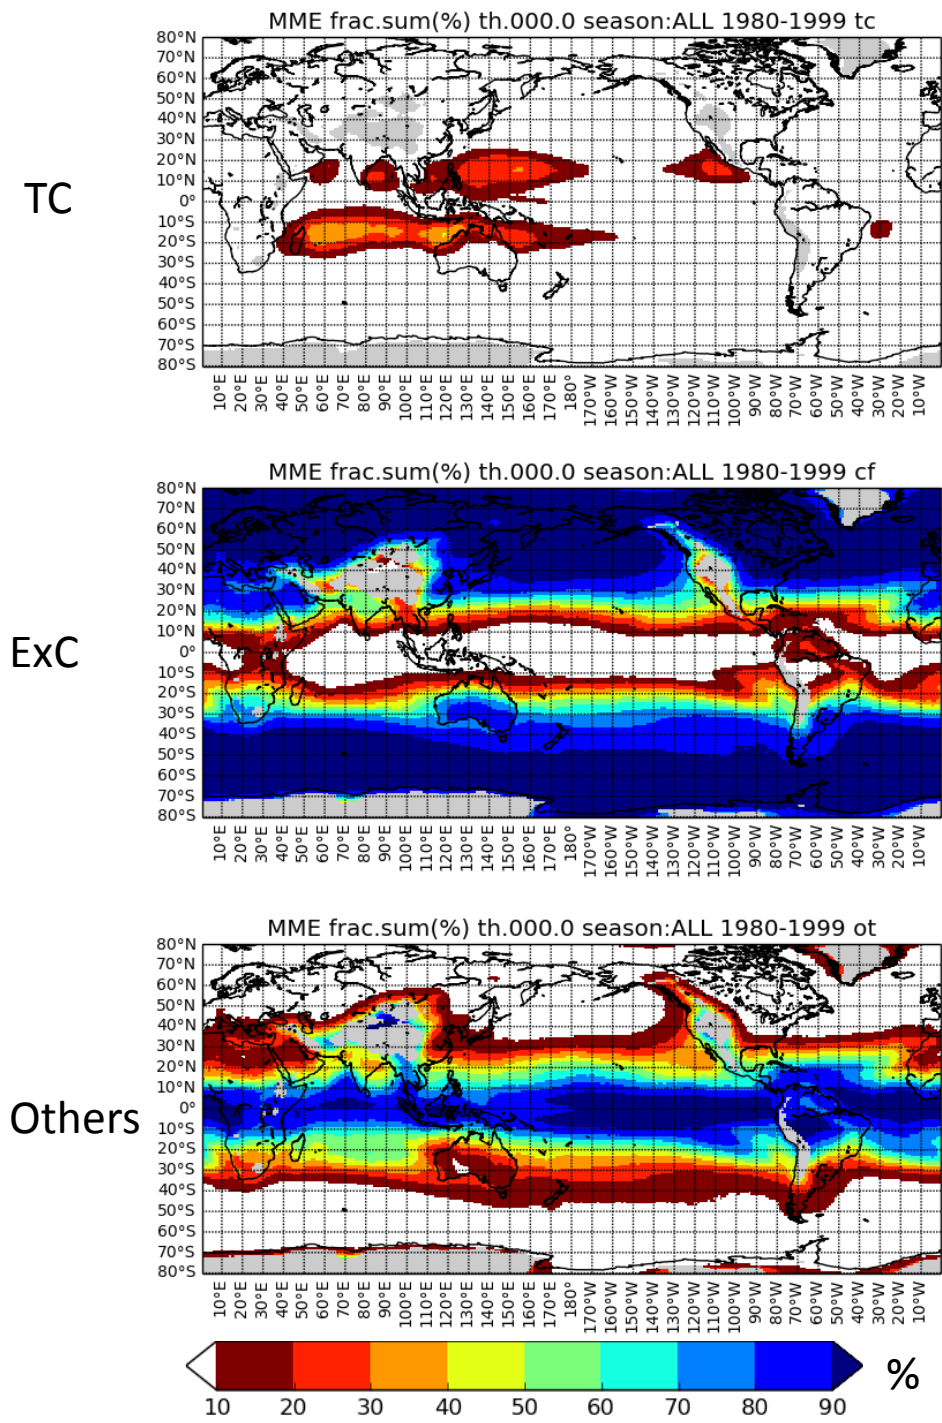 MME frac.sum(%) th.000.0 season:ALL 1980-1999 tc
TC
80°N
70°N
60°N
50°N
40°N
30°N
20°N
10°N
0°
10°S
20°S
30°S
40°S
50°S
60°S
70°S
80°S
10°E 20°E 30°E 40°E 50°E 60°E 70°E 80°E 90°E 100°E 110°E 120°E 130°E 140°E 150°E 160°E 170°E 180° 170°W 160°W 150°W 140°W 130°W 120°W 110°W 100°W 90°W 80°W 70°W 60°W 50°W 40°W 30°W 20°W 10°W
MME frac.sum(%) th.000.0 season:ALL 1980-1999 cf
ExC
80°N
70°N
60°N
50°N
40°N
30°N
20°N
10°N
0°
10°S
20°S
30°S
40°S
50°S
60°S
70°S
80°S
10°E 20°E 30°E 40°E 50°E 60°E 70°E 80°E 90°E 100°E 110°E 120°E 130°E 140°E 150°E 160°E 170°E 180° 170°W 160°W 150°W 140°W 130°W 120°W 110°W 100°W 90°W 80°W 70°W 60°W 50°W 40°W 30°W 20°W 10°W
MME frac.sum(%) th.000.0 season:ALL 1980-1999 ot
Others
80°N
70°N
60°N
50°N
40°N
30°N
20°N
10°N
0°
10°S
20°S
30°S
40°S
50°S
60°S
70°S
80°S
10°E 20°E 30°E 40°E 50°E 60°E 70°E 80°E 90°E 100°E 110°E 120°E 130°E 140°E 150°E 160°E 170°E 180° 170°W 160°W 150°W 140°W 130°W 120°W 110°W 100°W 90°W 80°W 70°W 60°W 50°W 40°W 30°W 20°W 10°W
%
10 20 30 40 50 60 70 80 90